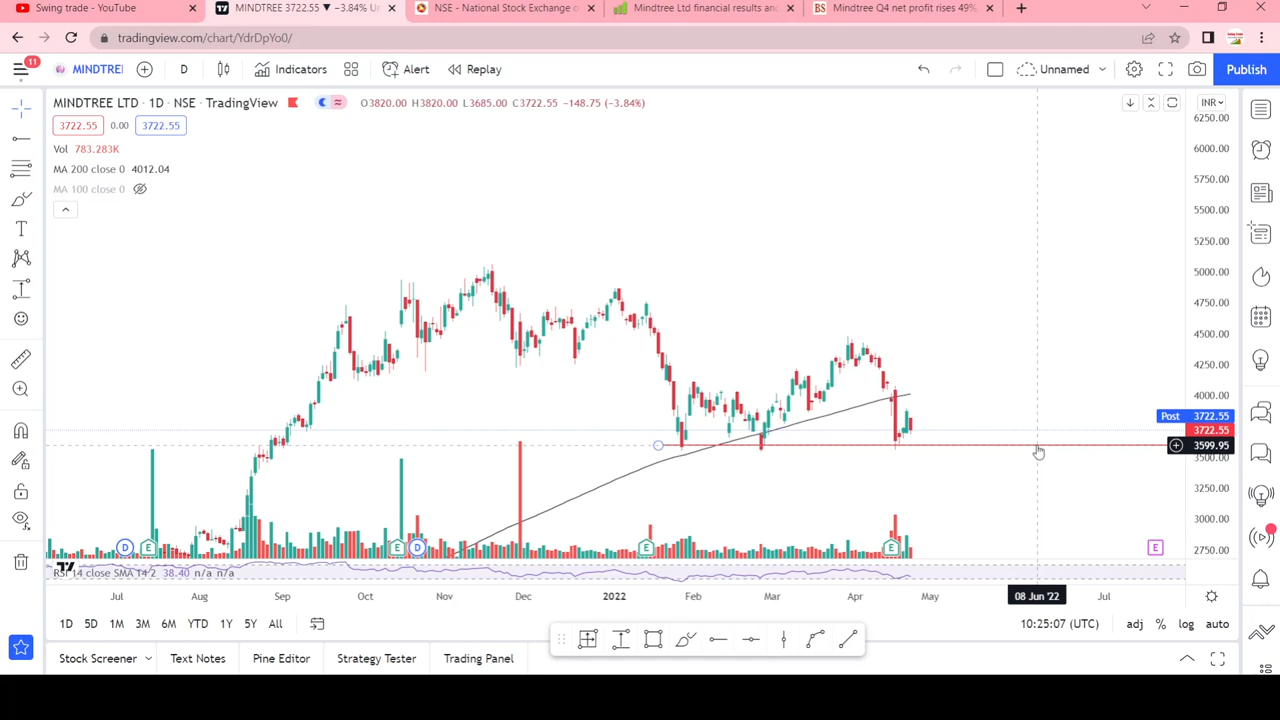 Swing trade - YouTube
MINDTREE 3722.55 ▼ −3.84% Un
NSE - National Stock Exchange o
Mindtree Ltd financial results and
Mindtree Q4 net profit rises 49%
tradingview.com/chart/YdrDpYo0/
11
MINDTREE
D
Indicators
Alert
Replay
Unnamed
Publish
MINDTREE LTD · 1D · NSE · TradingView
O3820.00 H3820.00 L3685.00 C3722.55 −148.75 (−3.84%)
INR
3722.55
0.00
3722.55
Vol 783.283K
MA 200 close 0 4012.04
MA 100 close 0
6250.00
6000.00
5750.00
5500.00
5250.00
5000.00
4750.00
4500.00
4250.00
4000.00
Post 3722.55
3722.55
3599.95
3500.00
3250.00
3000.00
2750.00
D
E
E
D
E
E
E
RSI 14 close SMA 14 2 38.40 n/a n/a
Jul
Aug
Sep
Oct
Nov
Dec
2022
Feb
Mar
Apr
May
08 Jun '22
Jul
1D 5D 1M 3M 6M YTD 1Y 5Y All
10:25:07 (UTC)
adj % log auto
Stock Screener
Text Notes
Pine Editor
Strategy Tester
Trading Panel